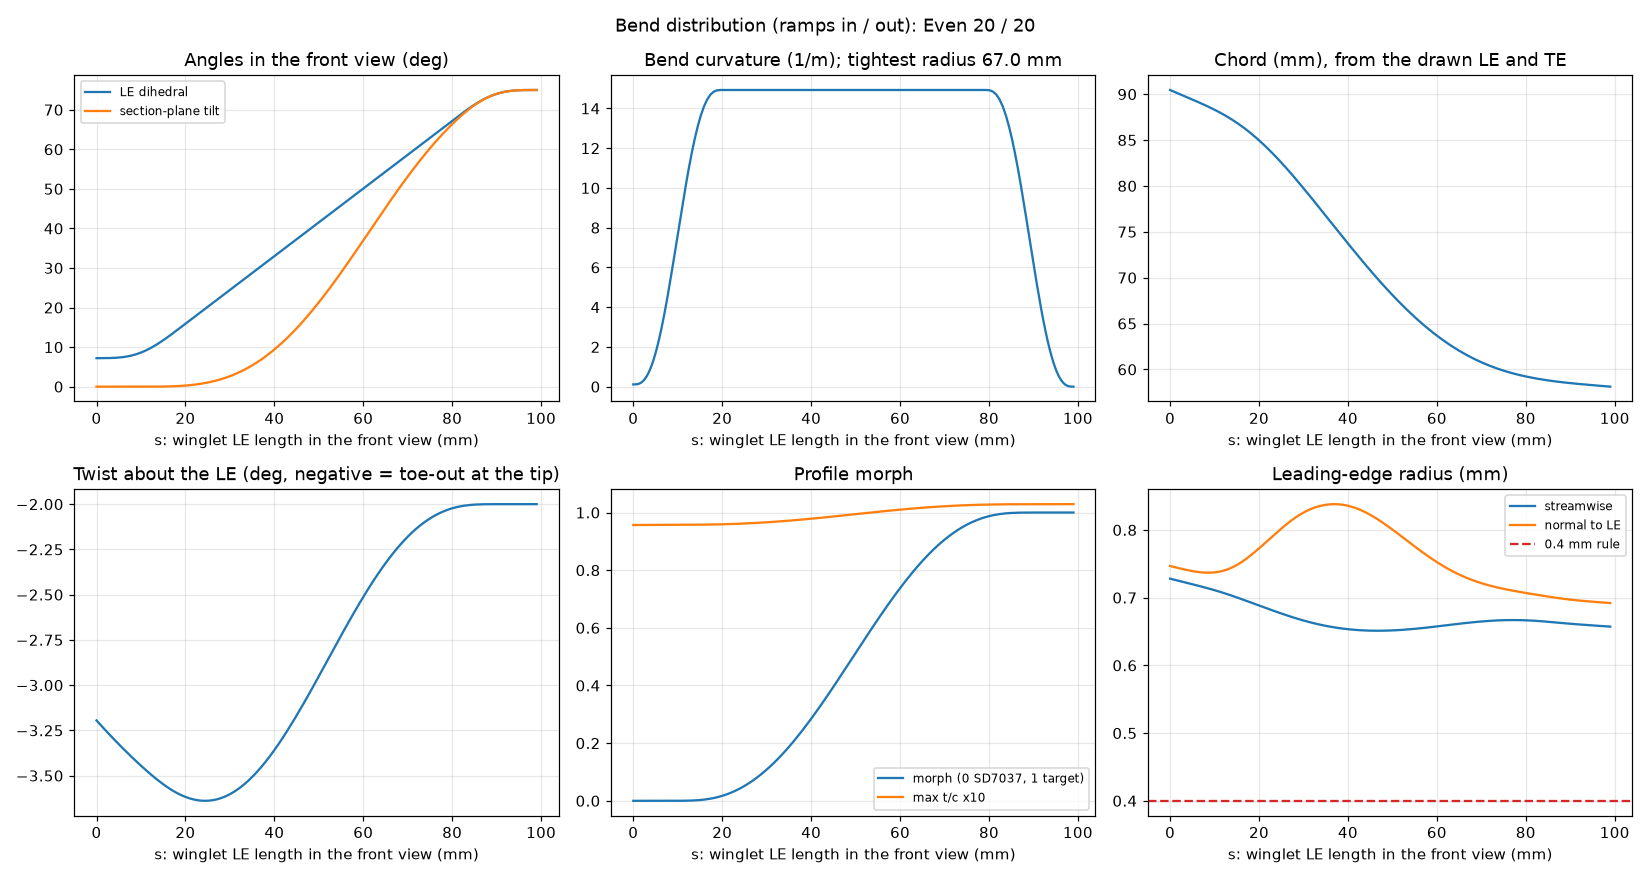 Bend distribution (ramps in / out): Even 20 / 20
Angles in the front view (deg)
LE dihedral
section-plane tilt
70
60
50
40
30
20
10
0
0 20 40 60 80 100
s: winglet LE length in the front view (mm)
Bend curvature (1/m); tightest radius 67.0 mm
14
12
10
8
6
4
2
0
0 20 40 60 80 100
s: winglet LE length in the front view (mm)
Chord (mm), from the drawn LE and TE
90
85
80
75
70
65
60
0 20 40 60 80 100
s: winglet LE length in the front view (mm)
Twist about the LE (deg, negative = toe-out at the tip)
−2.00
−2.25
−2.50
−2.75
−3.00
−3.25
−3.50
0 20 40 60 80 100
s: winglet LE length in the front view (mm)
Profile morph
1.0
0.8
0.6
0.4
0.2
0.0
morph (0 SD7037, 1 target)
max t/c x10
0 20 40 60 80 100
s: winglet LE length in the front view (mm)
Leading-edge radius (mm)
streamwise
normal to LE
0.4 mm rule
0.8
0.7
0.6
0.5
0.4
0 20 40 60 80 100
s: winglet LE length in the front view (mm)